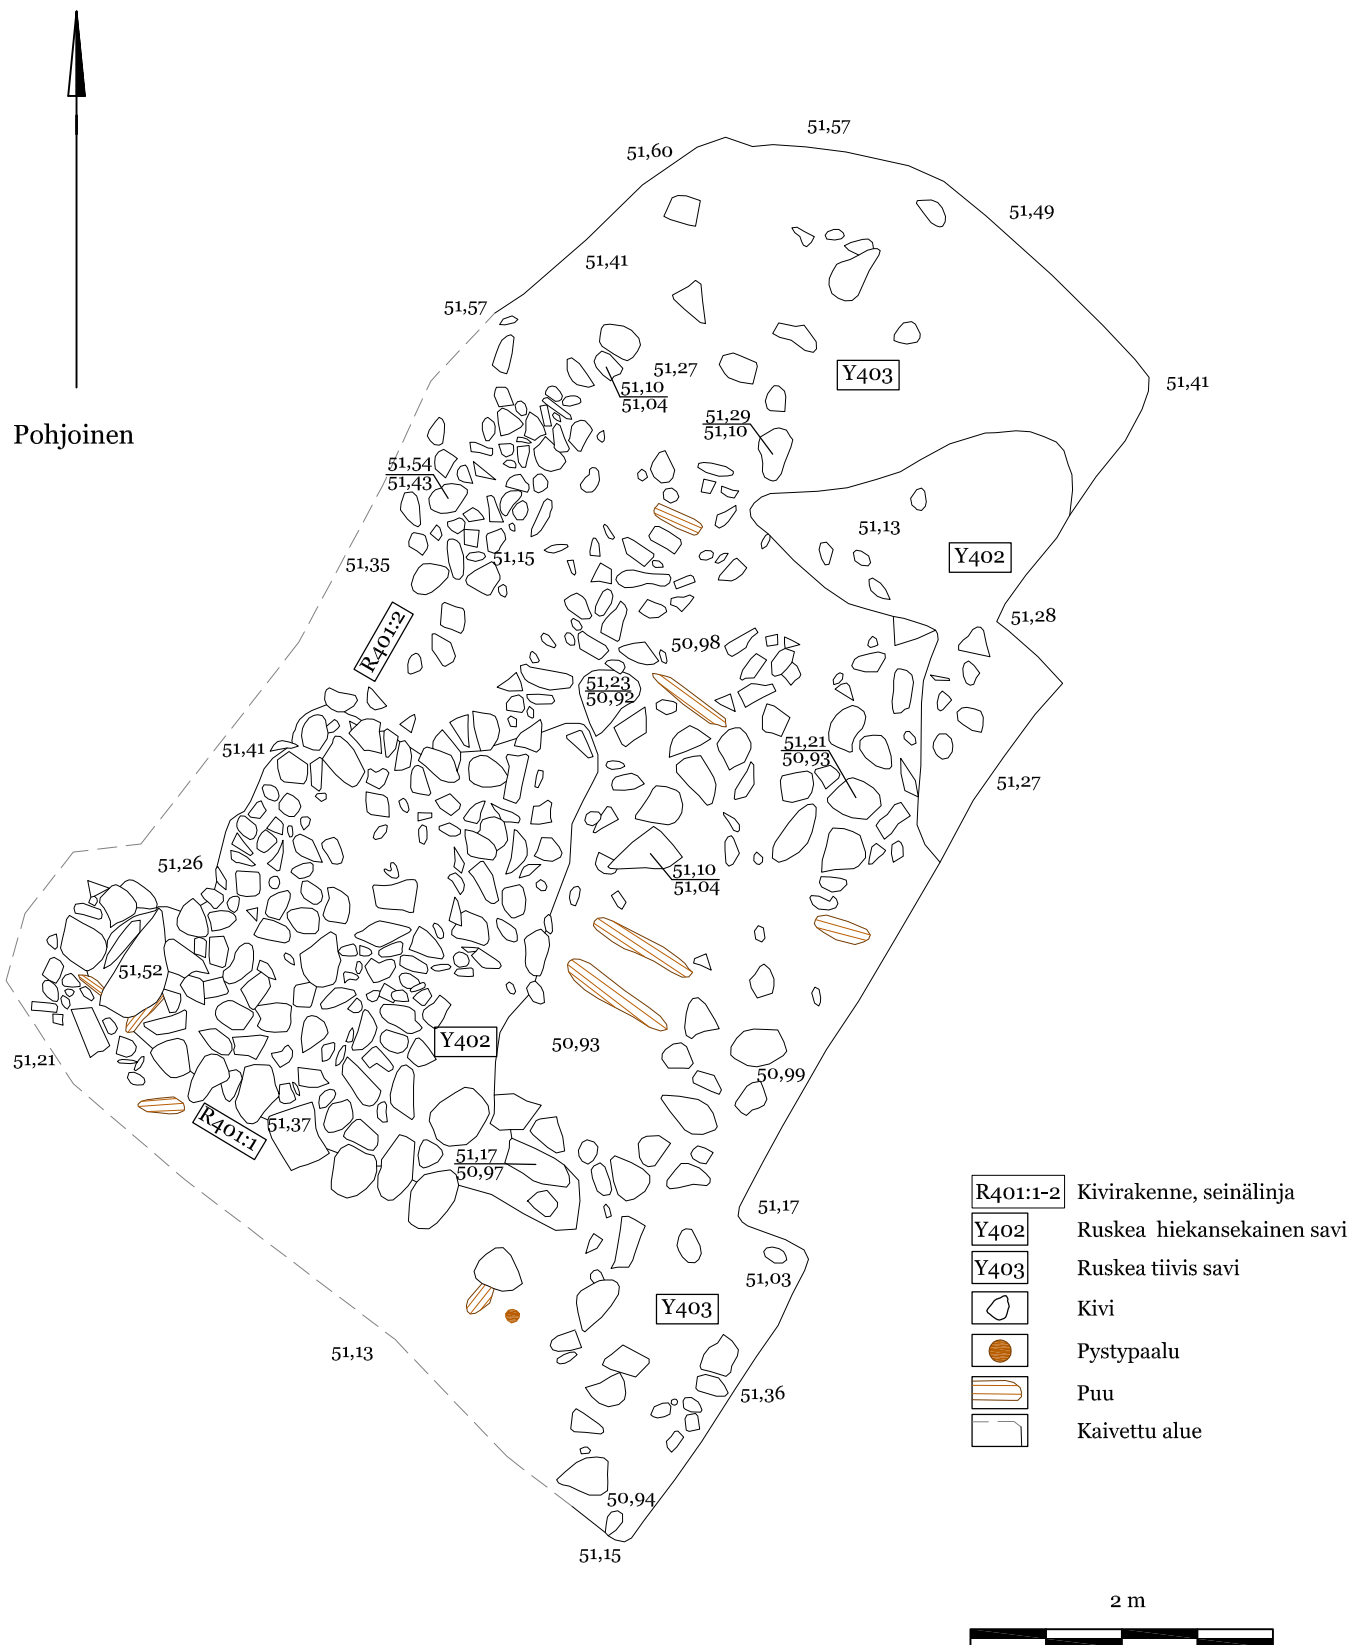 51,57
51,60
51,49
51,41
51,57
51,27
Y403
51,41
51,10
51,04
51,29
51,10
Pohjoinen
51,54
51,43
51,13
Y402
51,15
51,35
51,28
R401:2
50,98
51,23
50,92
51,41
51,21
50,93
51,27
51,26
51,10
51,04
51,52
Y402
50,93
51,21
50,99
R401:1
51,37
51,17
50,97
51,17
51,03
Y403
51,13
51,36
50,94
51,15
R401:1-2 Kivirakenne, seinälinja
Y402 Ruskea hiekansekainen savi
Y403 Ruskea tiivis savi
Kivi
Pystypaalu
Puu
Kaivettu alue
2 m